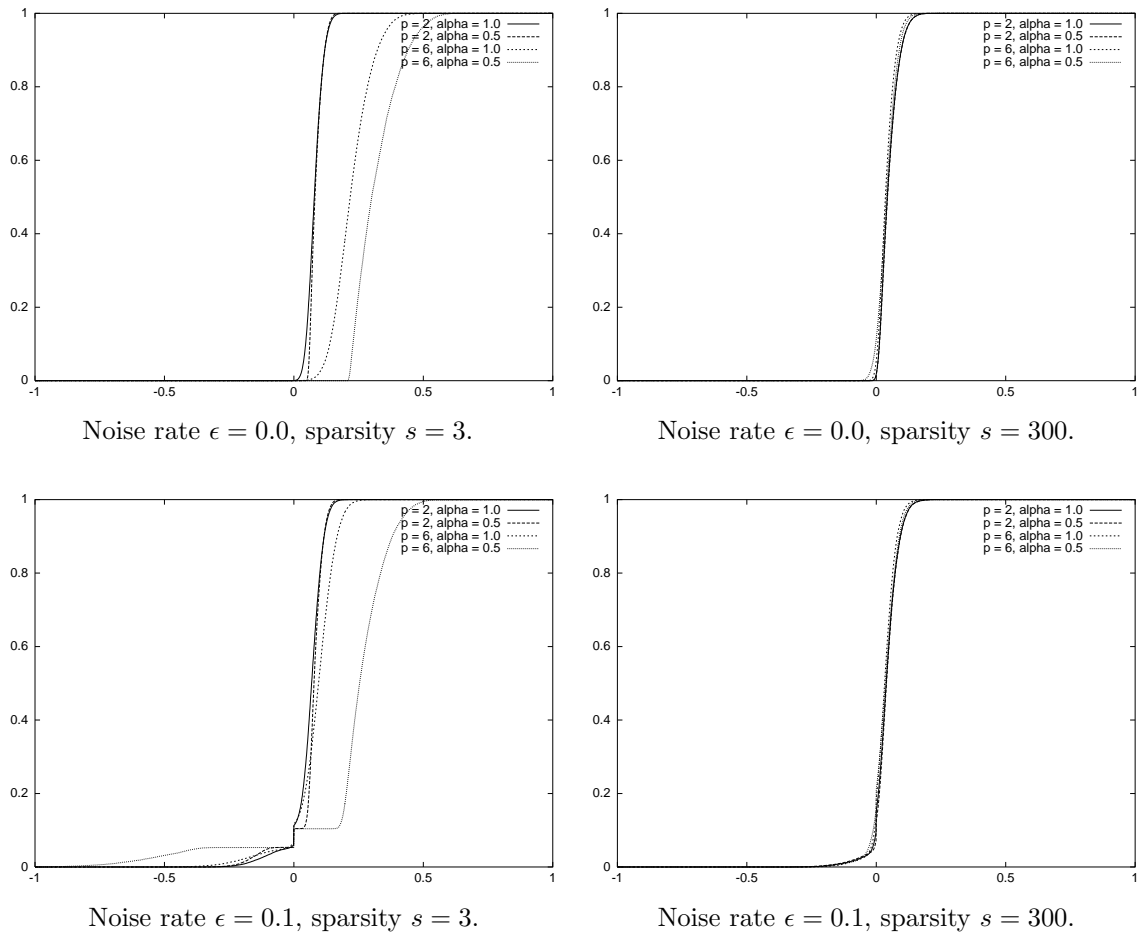 1
0.8
0.6
0.4
0.2
0
-1
-0.5
0
0.5
1
p = 2, alpha = 1.0
p = 2, alpha = 0.5
p = 6, alpha = 1.0
p = 6, alpha = 0.5
Noise rate ϵ = 0.0, sparsity s = 3.
1
0.8
0.6
0.4
0.2
0
-1
-0.5
0
0.5
1
p = 2, alpha = 1.0
p = 2, alpha = 0.5
p = 6, alpha = 1.0
p = 6, alpha = 0.5
Noise rate ϵ = 0.0, sparsity s = 300.
1
0.8
0.6
0.4
0.2
0
-1
-0.5
0
0.5
1
p = 2, alpha = 1.0
p = 2, alpha = 0.5
p = 6, alpha = 1.0
p = 6, alpha = 0.5
Noise rate ϵ = 0.1, sparsity s = 3.
1
0.8
0.6
0.4
0.2
0
-1
-0.5
0
0.5
1
p = 2, alpha = 1.0
p = 2, alpha = 0.5
p = 6, alpha = 1.0
p = 6, alpha = 0.5
Noise rate ϵ = 0.1, sparsity s = 300.